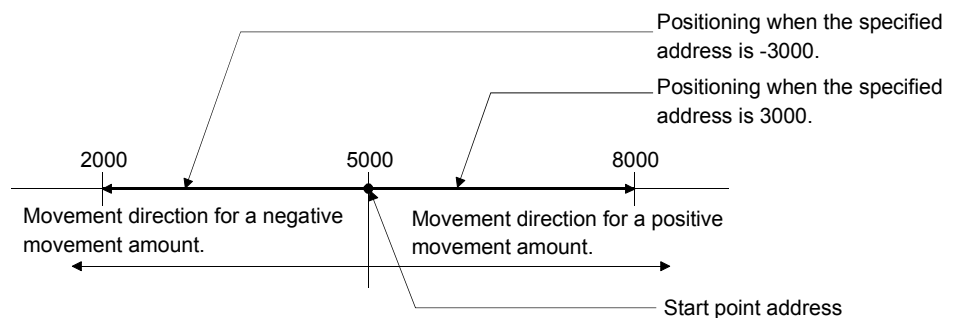 Positioning when the specified
address is -3000.
Positioning when the specified
address is 3000.
2000
5000
8000
Movement direction for a negative
movement amount.
Movement direction for a positive
movement amount.
Start point address